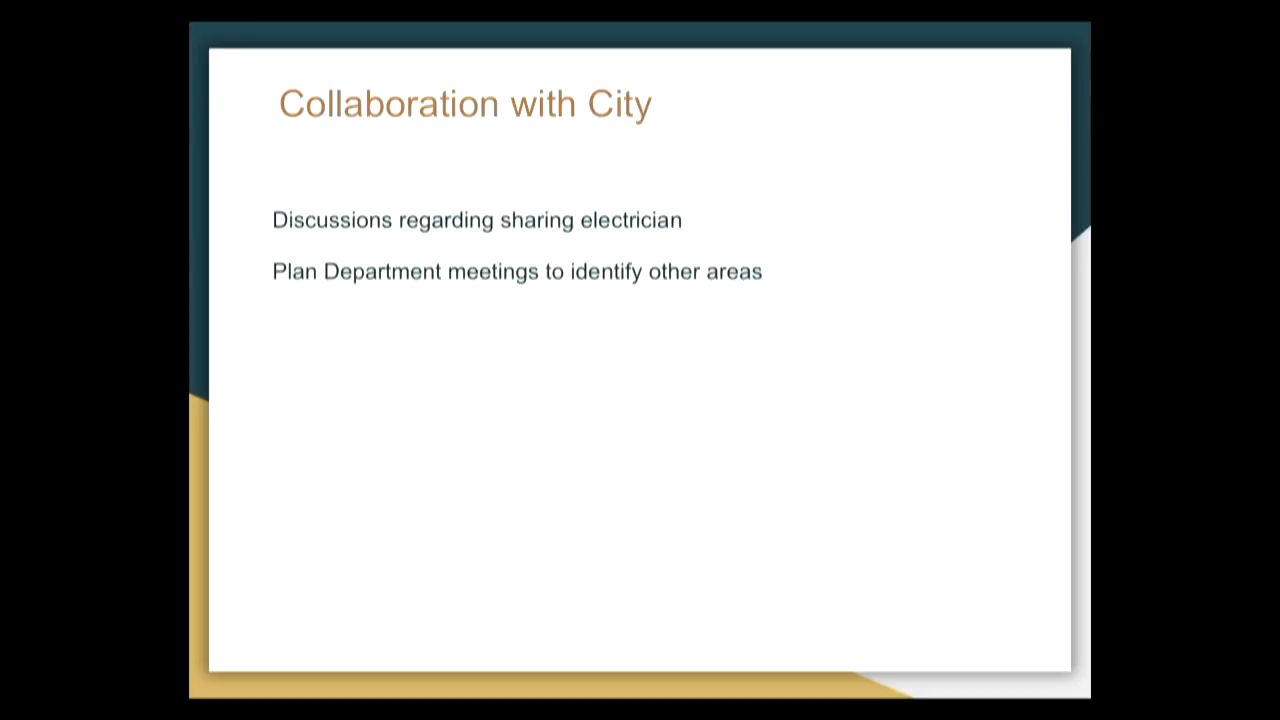 Collaboration with City
Discussions regarding sharing electrician
Plan Department meetings to identify other areas